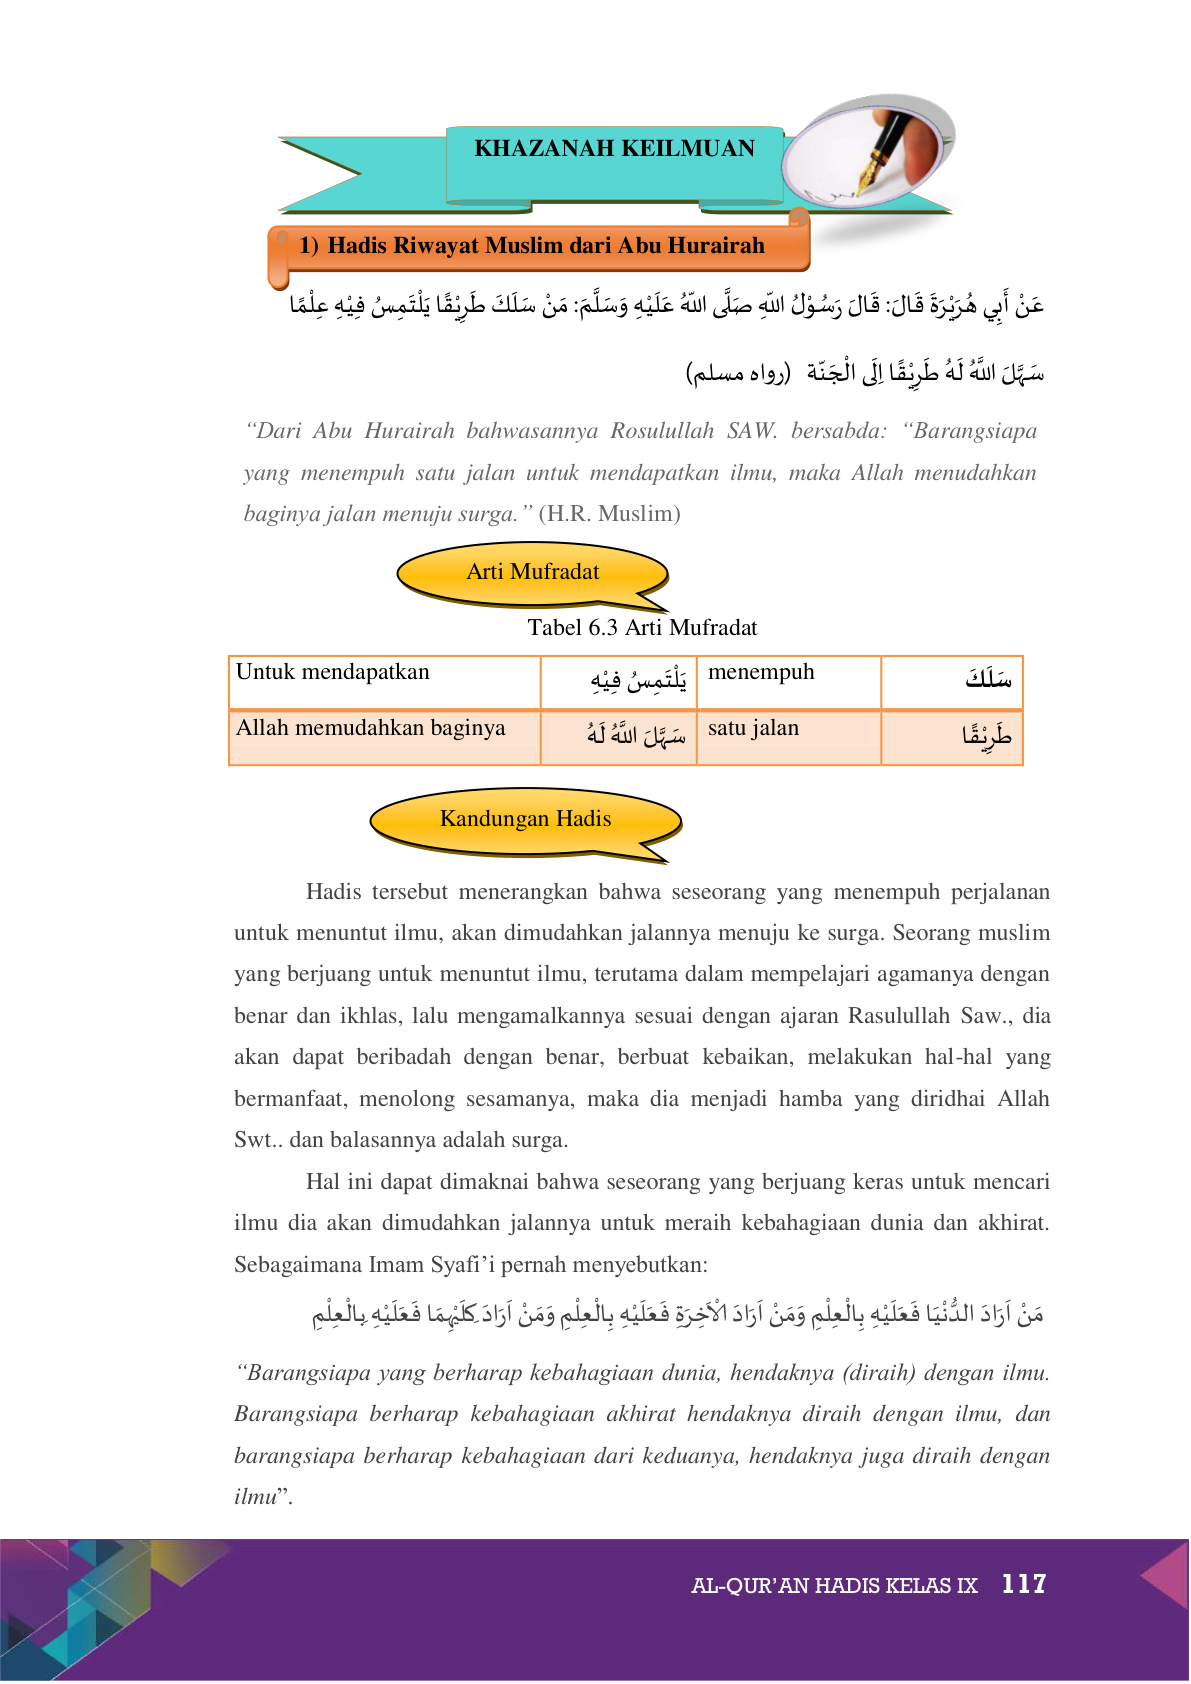 KHAZANAH KEILMUAN
1) Hadis Riwayat Muslim dari Abu Hurairah
عَنْ أَبِي هُرَيْرَةَ قَالَ: قَالَ رَسُوْلُ اللهِ صَلَّى اللهُ عَلَيْهِ وَسَلَّمَ: مَنْ سَلَكَ طَرِيْقًا يَلْتَمِسُ فِيْهِ عِلْمًا
سَهَّلَ اللَّهُ لَهُ طَرِيْقًا اِلَى الْجَنّة (رواه مسلم)
“Dari Abu Hurairah bahwasannya Rosulullah SAW. bersabda: “Barangsiapa
yang menempuh satu jalan untuk mendapatkan ilmu, maka Allah menudahkan
baginya jalan menuju surga.” (H.R. Muslim)
Arti Mufradat
Tabel 6.3 Arti Mufradat
Untuk mendapatkan يَلْتَمِسُ فِيْهِ menempuh سَلَكَ
Allah memudahkan baginya سَهَّلَ اللَّهُ لَهُ satu jalan طَرِيْقًا
Kandungan Hadis
Hadis tersebut menerangkan bahwa seseorang yang menempuh perjalanan
untuk menuntut ilmu, akan dimudahkan jalannya menuju ke surga. Seorang muslim
yang berjuang untuk menuntut ilmu, terutama dalam mempelajari agamanya dengan
benar dan ikhlas, lalu mengamalkannya sesuai dengan ajaran Rasulullah Saw., dia
akan dapat beribadah dengan benar, berbuat kebaikan, melakukan hal-hal yang
bermanfaat, menolong sesamanya, maka dia menjadi hamba yang diridhai Allah
Swt.. dan balasannya adalah surga.
Hal ini dapat dimaknai bahwa seseorang yang berjuang keras untuk mencari
ilmu dia akan dimudahkan jalannya untuk meraih kebahagiaan dunia dan akhirat.
Sebagaimana Imam Syafi’i pernah menyebutkan:
مَنْ اَرَادَ الدُّنْيَا فَعَلَيْهِ بِالْعِلْمِ وَمَنْ اَرَادَ الْاَخِرَةِ فَعَلَيْهِ بِالْعِلْمِ وَمَنْ اَرَادَ كِلَيْهِمَا فَعَلَيْهِ بِالْعِلْمِ
“Barangsiapa yang berharap kebahagiaan dunia, hendaknya (diraih) dengan ilmu.
Barangsiapa berharap kebahagiaan akhirat hendaknya diraih dengan ilmu, dan
barangsiapa berharap kebahagiaan dari keduanya, hendaknya juga diraih dengan
ilmu”.
AL-QUR’AN HADIS KELAS IX 117